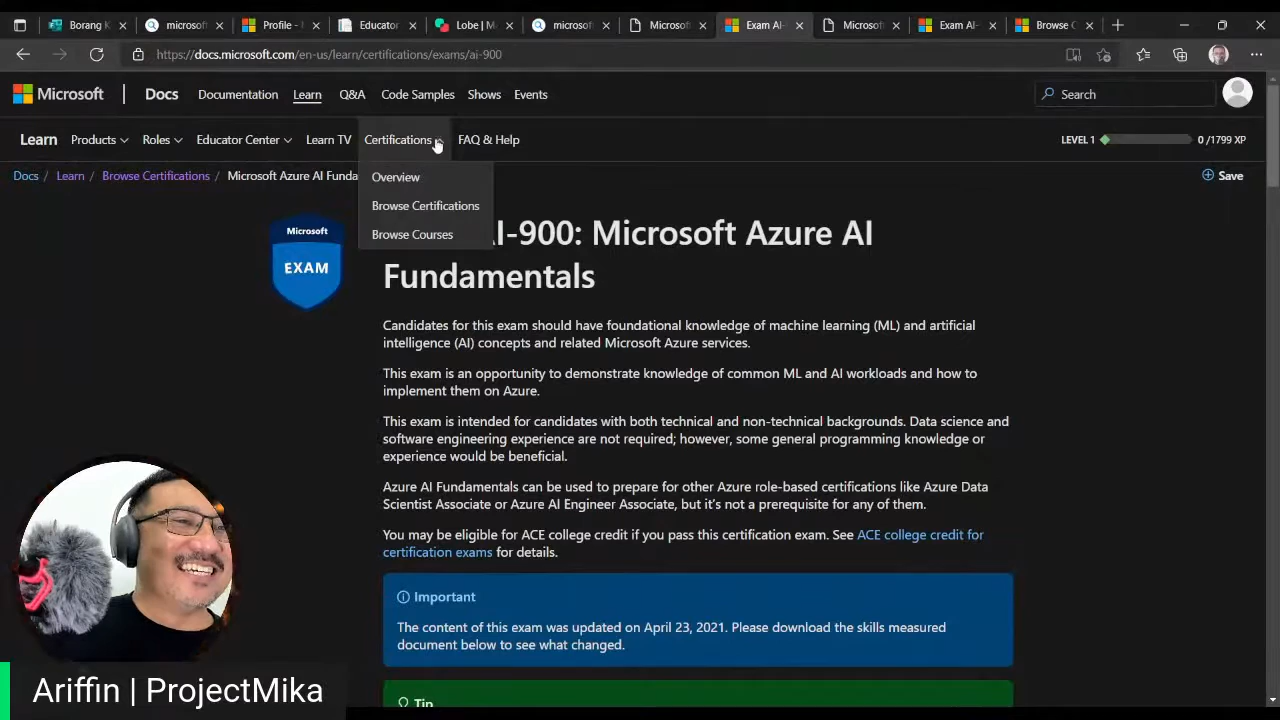 Borang K
microsoft
Profile -
Educator
Lobe | M
microsof
Microsoft
Exam AI-
Microsoft
Exam AI-
Browse C
https://docs.microsoft.com/en-us/learn/certifications/exams/ai-900
Microsoft
Docs
Documentation
Learn
Q&A
Code Samples
Shows
Events
Search
Learn
Products
Roles
Educator Center
Learn TV
Certifications
FAQ & Help
LEVEL 1
0 /1799 XP
Docs / Learn / Browse Certifications / Microsoft Azure AI Funda
Save
Overview
Browse Certifications
Browse Courses
Microsoft
EXAM
AI-900: Microsoft Azure AI
Fundamentals
Candidates for this exam should have foundational knowledge of machine learning (ML) and artificial
intelligence (AI) concepts and related Microsoft Azure services.
This exam is an opportunity to demonstrate knowledge of common ML and AI workloads and how to
implement them on Azure.
This exam is intended for candidates with both technical and non-technical backgrounds. Data science and
software engineering experience are not required; however, some general programming knowledge or
experience would be beneficial.
Azure AI Fundamentals can be used to prepare for other Azure role-based certifications like Azure Data
Scientist Associate or Azure AI Engineer Associate, but it's not a prerequisite for any of them.
You may be eligible for ACE college credit if you pass this certification exam. See ACE college credit for
certification exams for details.
Important
The content of this exam was updated on April 23, 2021. Please download the skills measured
document below to see what changed.
Tip
Ariffin | ProjectMika